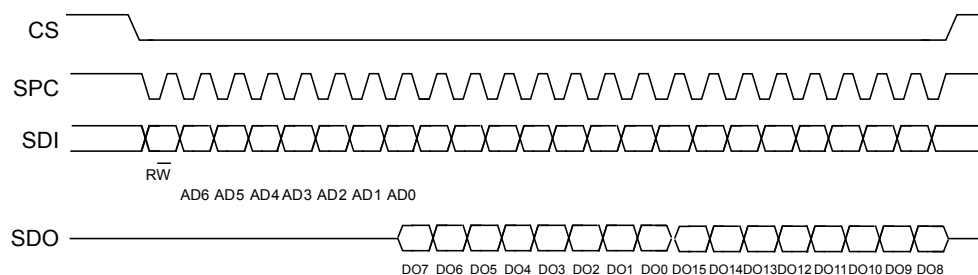 CS
SPC
SDI
RW
AD6 AD5 AD4 AD3 AD2 AD1 AD0
SDO
DO7 DO6 DO5 DO4 DO3 DO2 DO1 DO0 DO15 DO14 DO13 DO12 DO11 DO10 DO9 DO8